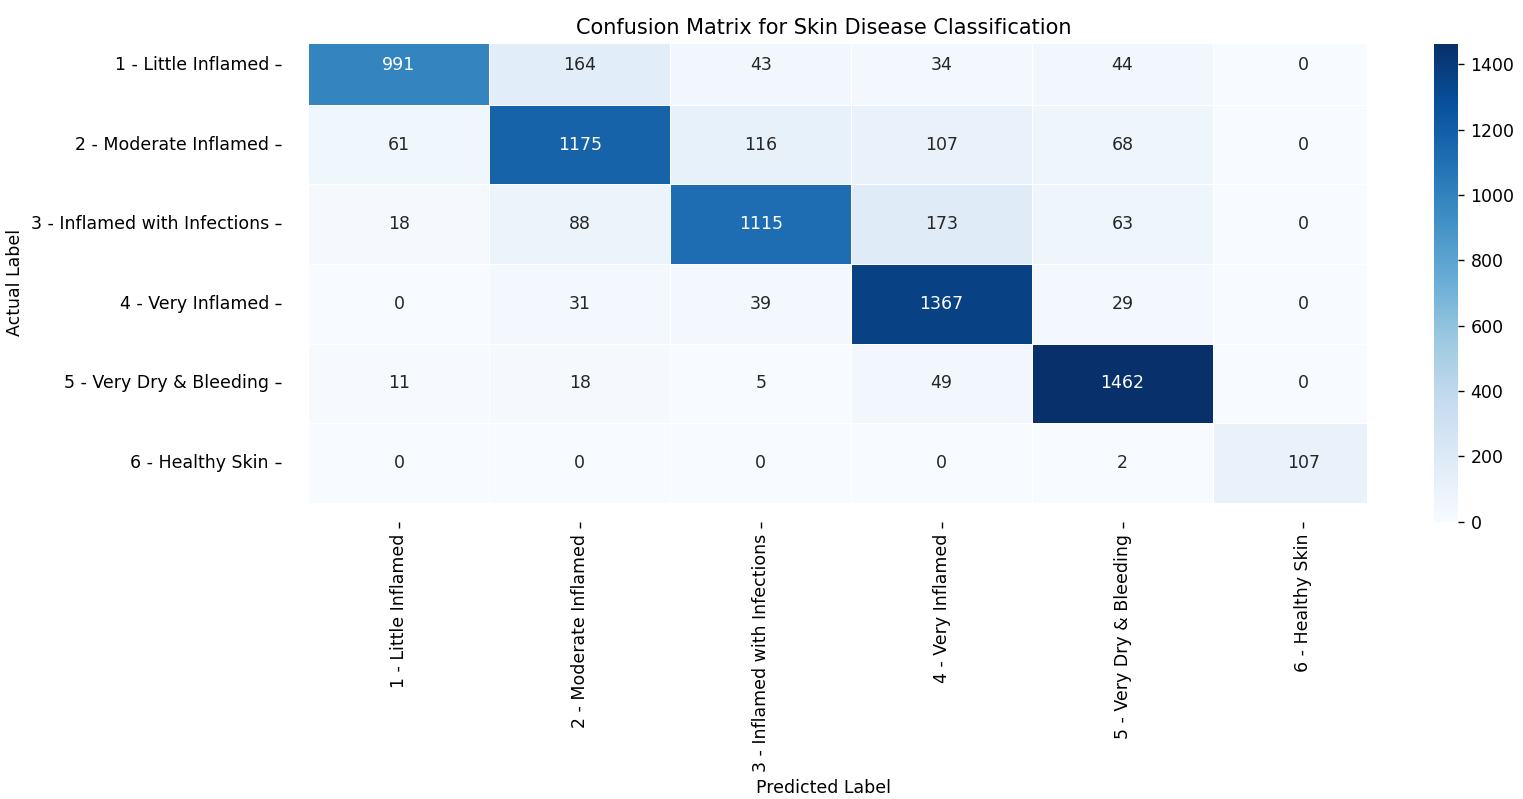 Confusion Matrix for Skin Disease Classification
1 - Little Inflamed – 991 164 43 34 44 0
2 - Moderate Inflamed – 61 1175 116 107 68 0
3 - Inflamed with Infections – 18 88 1115 173 63 0
4 - Very Inflamed – 0 31 39 1367 29 0
5 - Very Dry & Bleeding – 11 18 5 49 1462 0
6 - Healthy Skin – 0 0 0 0 2 107
Actual Label
1 - Little Inflamed –
2 - Moderate Inflamed –
3 - Inflamed with Infections –
4 - Very Inflamed –
5 - Very Dry & Bleeding –
6 - Healthy Skin –
Predicted Label
1400
1200
1000
800
600
400
200
0